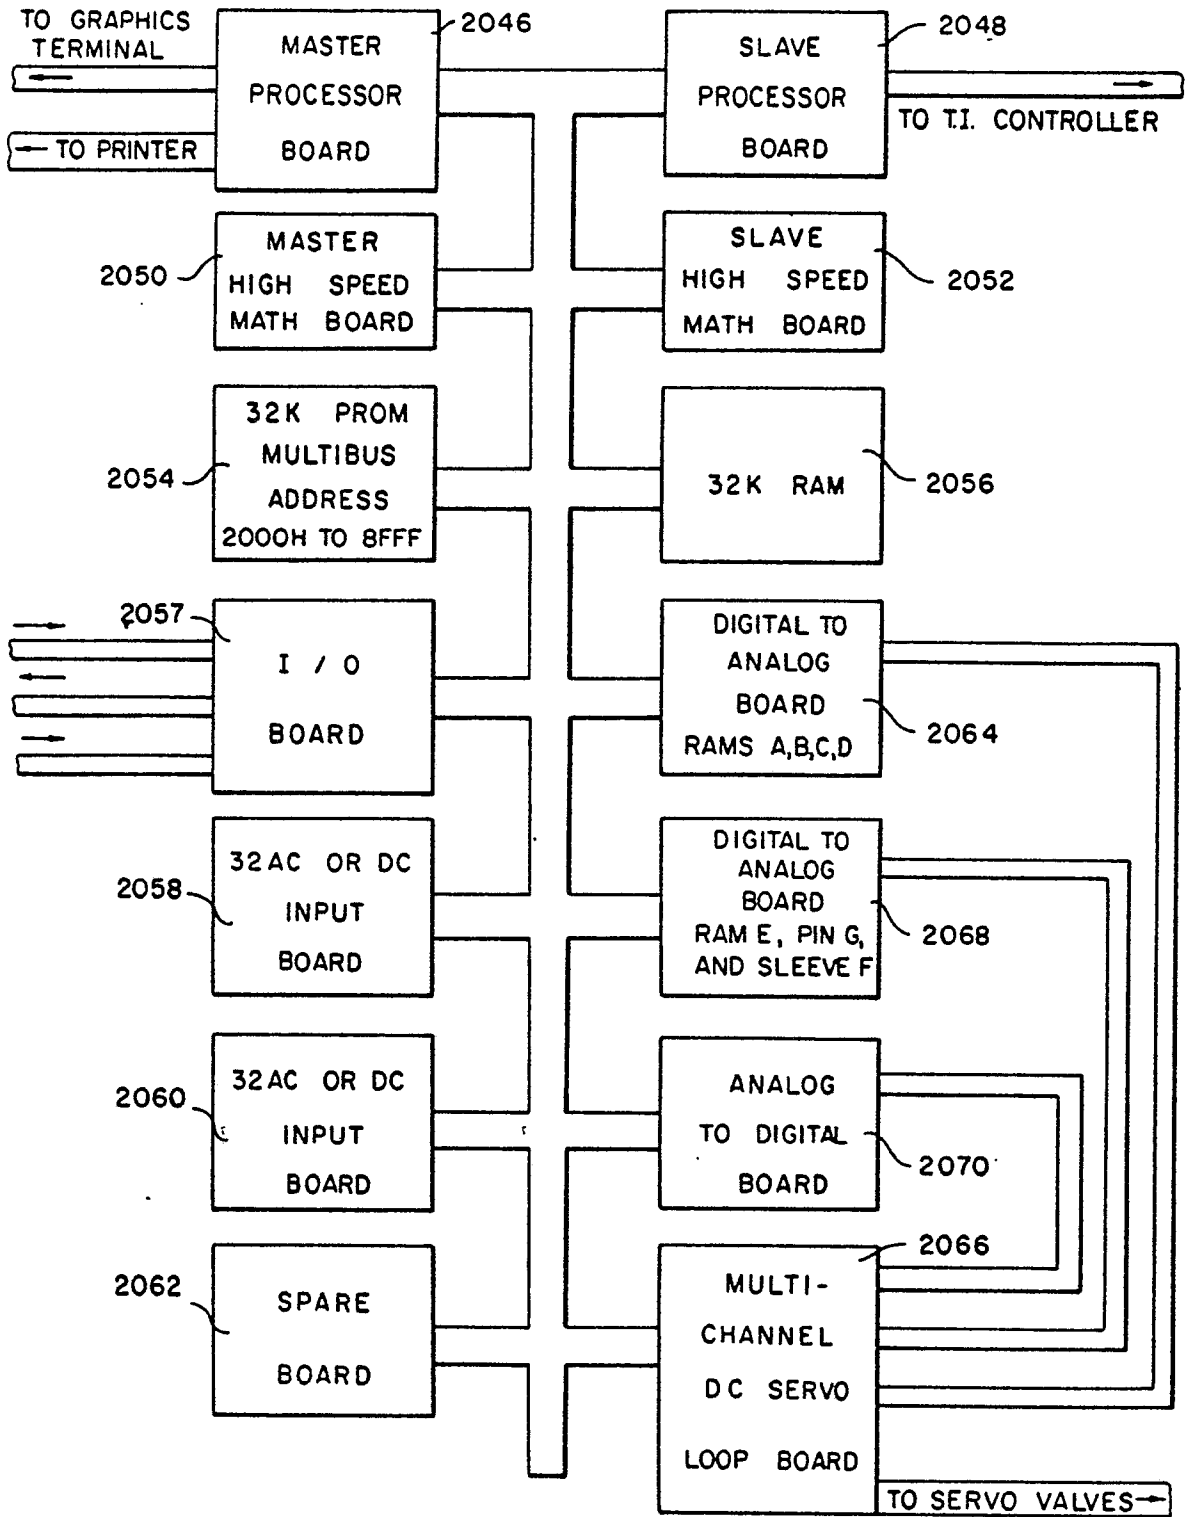 TO GRAPHICS
TERMINAL
TO PRINTER
MASTER
PROCESSOR
BOARD
2046
SLAVE
PROCESSOR
BOARD
2048
TO T.I. CONTROLLER
2050
MASTER
HIGH SPEED
MATH BOARD
SLAVE
HIGH SPEED
MATH BOARD
2052
2054
32K PROM
MULTIBUS
ADDRESS
2000H TO 8FFF
32K RAM
2056
2057
I / O
BOARD
DIGITAL TO
ANALOG
BOARD
RAMS A,B,C,D
2064
2058
32AC OR DC
INPUT
BOARD
DIGITAL TO
ANALOG
BOARD
RAM E, PIN G,
AND SLEEVE F
2068
2060
32AC OR DC
INPUT
BOARD
ANALOG
TO DIGITAL
BOARD
2070
2062
SPARE
BOARD
2066
MULTI-
CHANNEL
DC SERVO
LOOP BOARD
TO SERVO VALVES